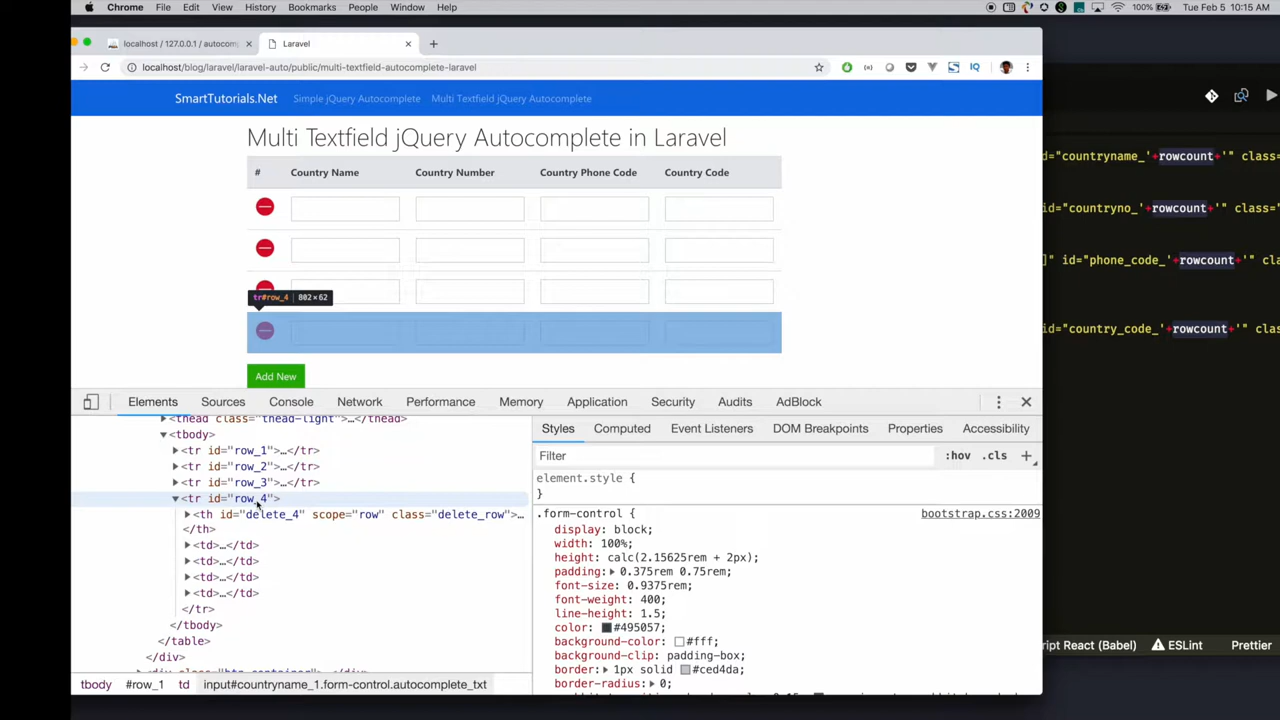 Chrome File Edit View History Bookmarks People Window Help 100% Tue Feb 5 10:15 AM
localhost / 127.0.0.1 / autocom Laravel
localhost/blog/laravel/laravel-auto/public/multi-textfield-autocomplete-laravel
SmartTutorials.Net Simple jQuery Autocomplete Multi Textfield jQuery Autocomplete
Multi Textfield jQuery Autocomplete in Laravel
# Country Name Country Number Country Phone Code Country Code
d="countryname_'+rowcount+'" class=
id="countryno_'+rowcount+'" class="
]" id="phone_code_'+rowcount+'" cla
id="country_code_'+rowcount+'" clas
tr#row_4 802×62
Add New
Elements Sources Console Network Performance Memory Application Security Audits AdBlock
<thead class="thead-light">…</thead>
<tbody>
<tr id="row_1">…</tr>
<tr id="row_2">…</tr>
<tr id="row_3">…</tr>
<tr id="row_4">
<th id="delete_4" scope="row" class="delete_row">…
</th>
<td>…</td>
<td>…</td>
<td>…</td>
<td>…</td>
</tr>
</tbody>
</table>
</div>
tbody #row_1 td input#countryname_1.form-control.autocomplete_txt
Styles Computed Event Listeners DOM Breakpoints Properties Accessibility
Filter :hov .cls +
element.style {
}
.form-control { bootstrap.css:2009
display: block;
width: 100%;
height: calc(2.15625rem + 2px);
padding: 0.375rem 0.75rem;
font-size: 0.9375rem;
font-weight: 400;
line-height: 1.5;
color: #495057;
background-color: #fff;
background-clip: padding-box;
border: 1px solid #ced4da;
border-radius: 0;
cript React (Babel) ESLint Prettier